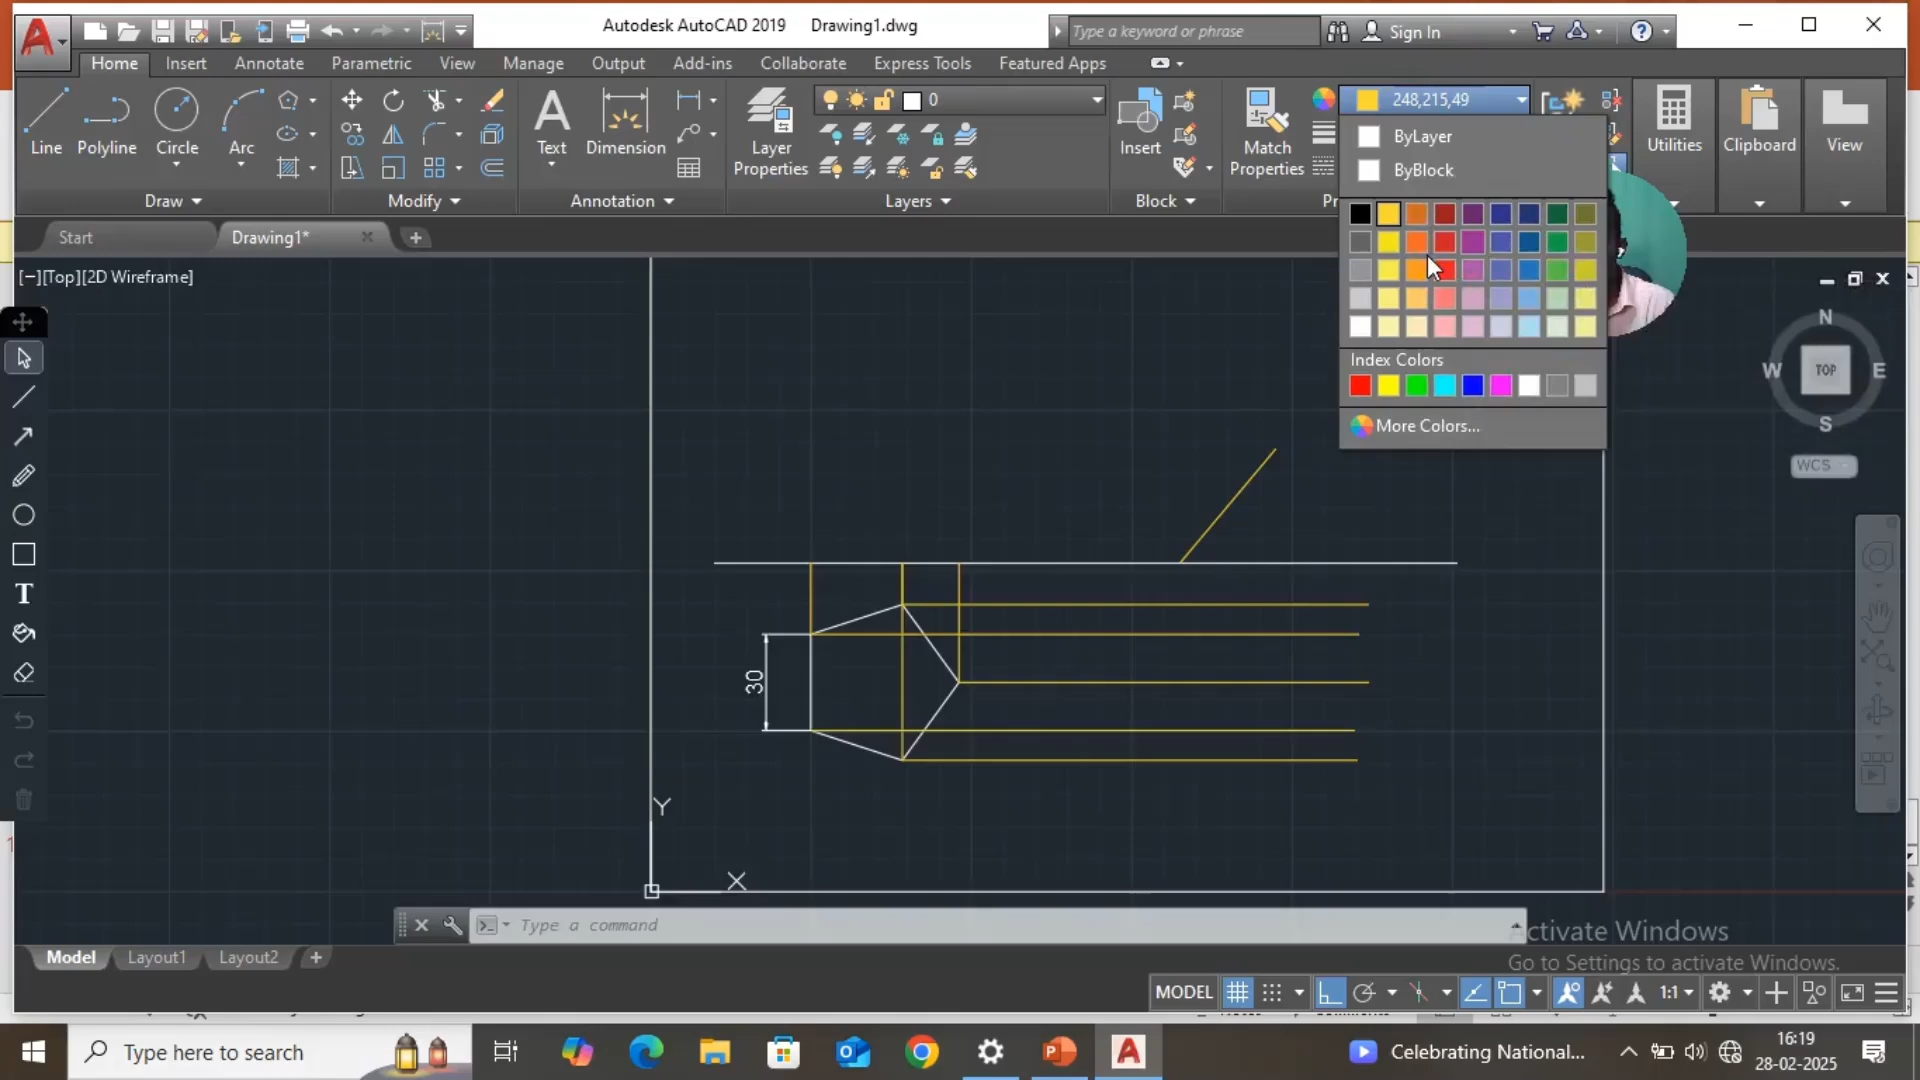 Autodesk AutoCAD 2019 Drawing1.dwg
Type a keyword or phrase
Sign In
Home Insert Annotate Parametric View Manage Output Add-ins Collaborate Express Tools Featured Apps
0
248,215,49
Line Polyline Circle Arc
Text Dimension
Layer Properties
Insert
Match Properties
Utilities Clipboard View
Draw Modify Annotation Layers Block Pr
ByLayer
ByBlock
Start Drawing1*
[−][Top][2D Wireframe]
Index Colors
More Colors...
N
W TOP E
S
WCS
T
30
Y
X
Type a command
Activate Windows
Go to Settings to activate Windows.
Model Layout1 Layout2
MODEL 1:1
Type here to search
Celebrating National...
16:19
28-02-2025